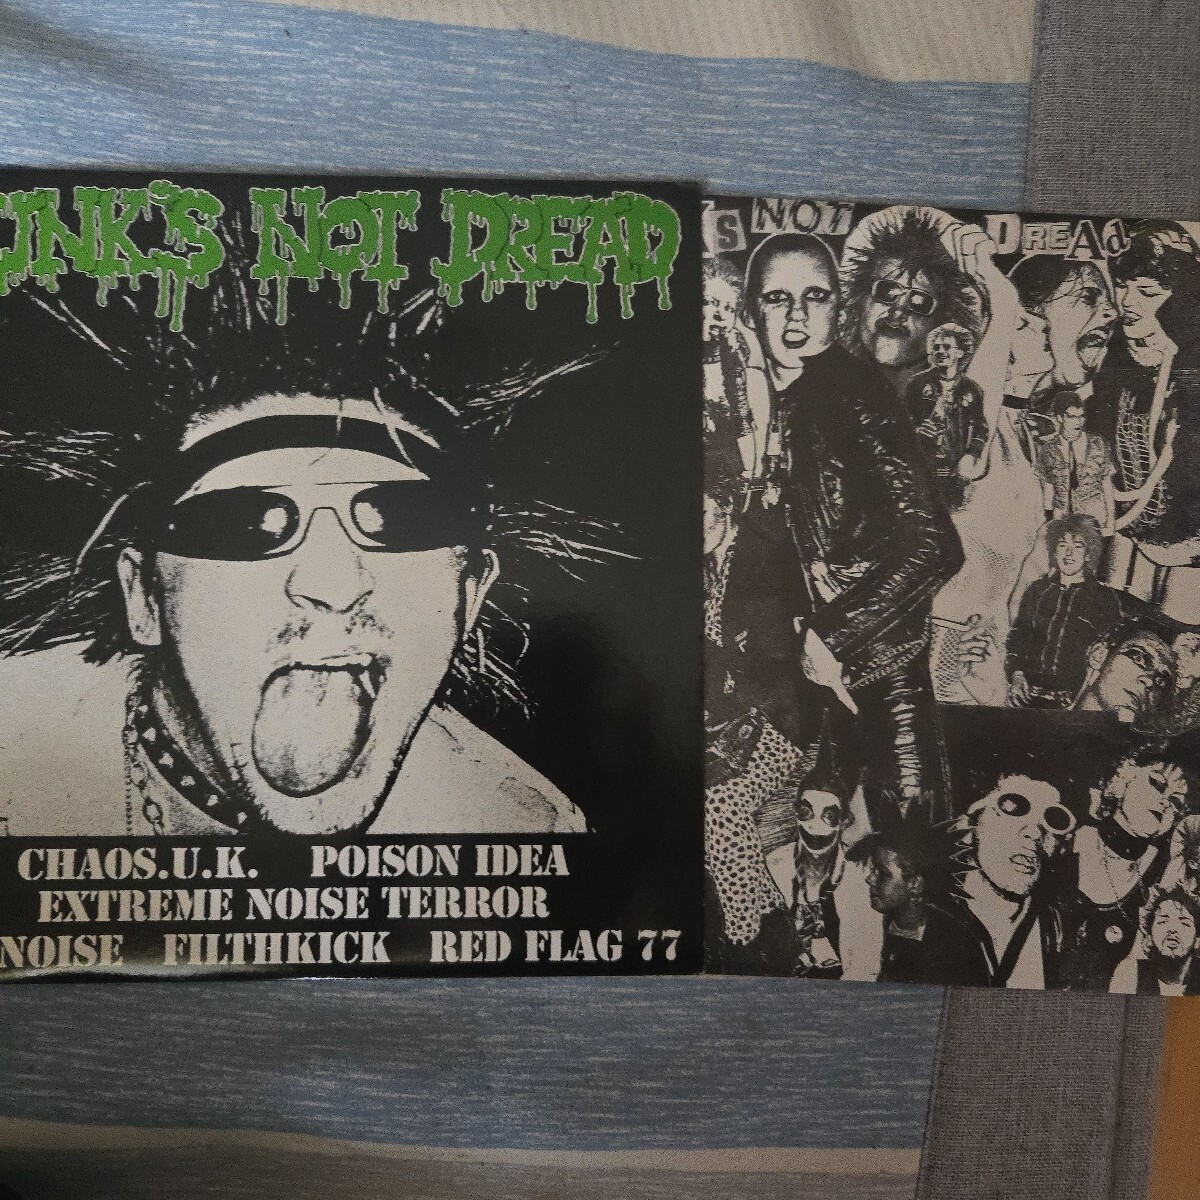 UNK'S NOT DREAD
S NOT DREAd
CHAOS.U.K. POISON IDEA
EXTREME NOISE TERROR
NOISE FILTHKICK RED FLAG 77